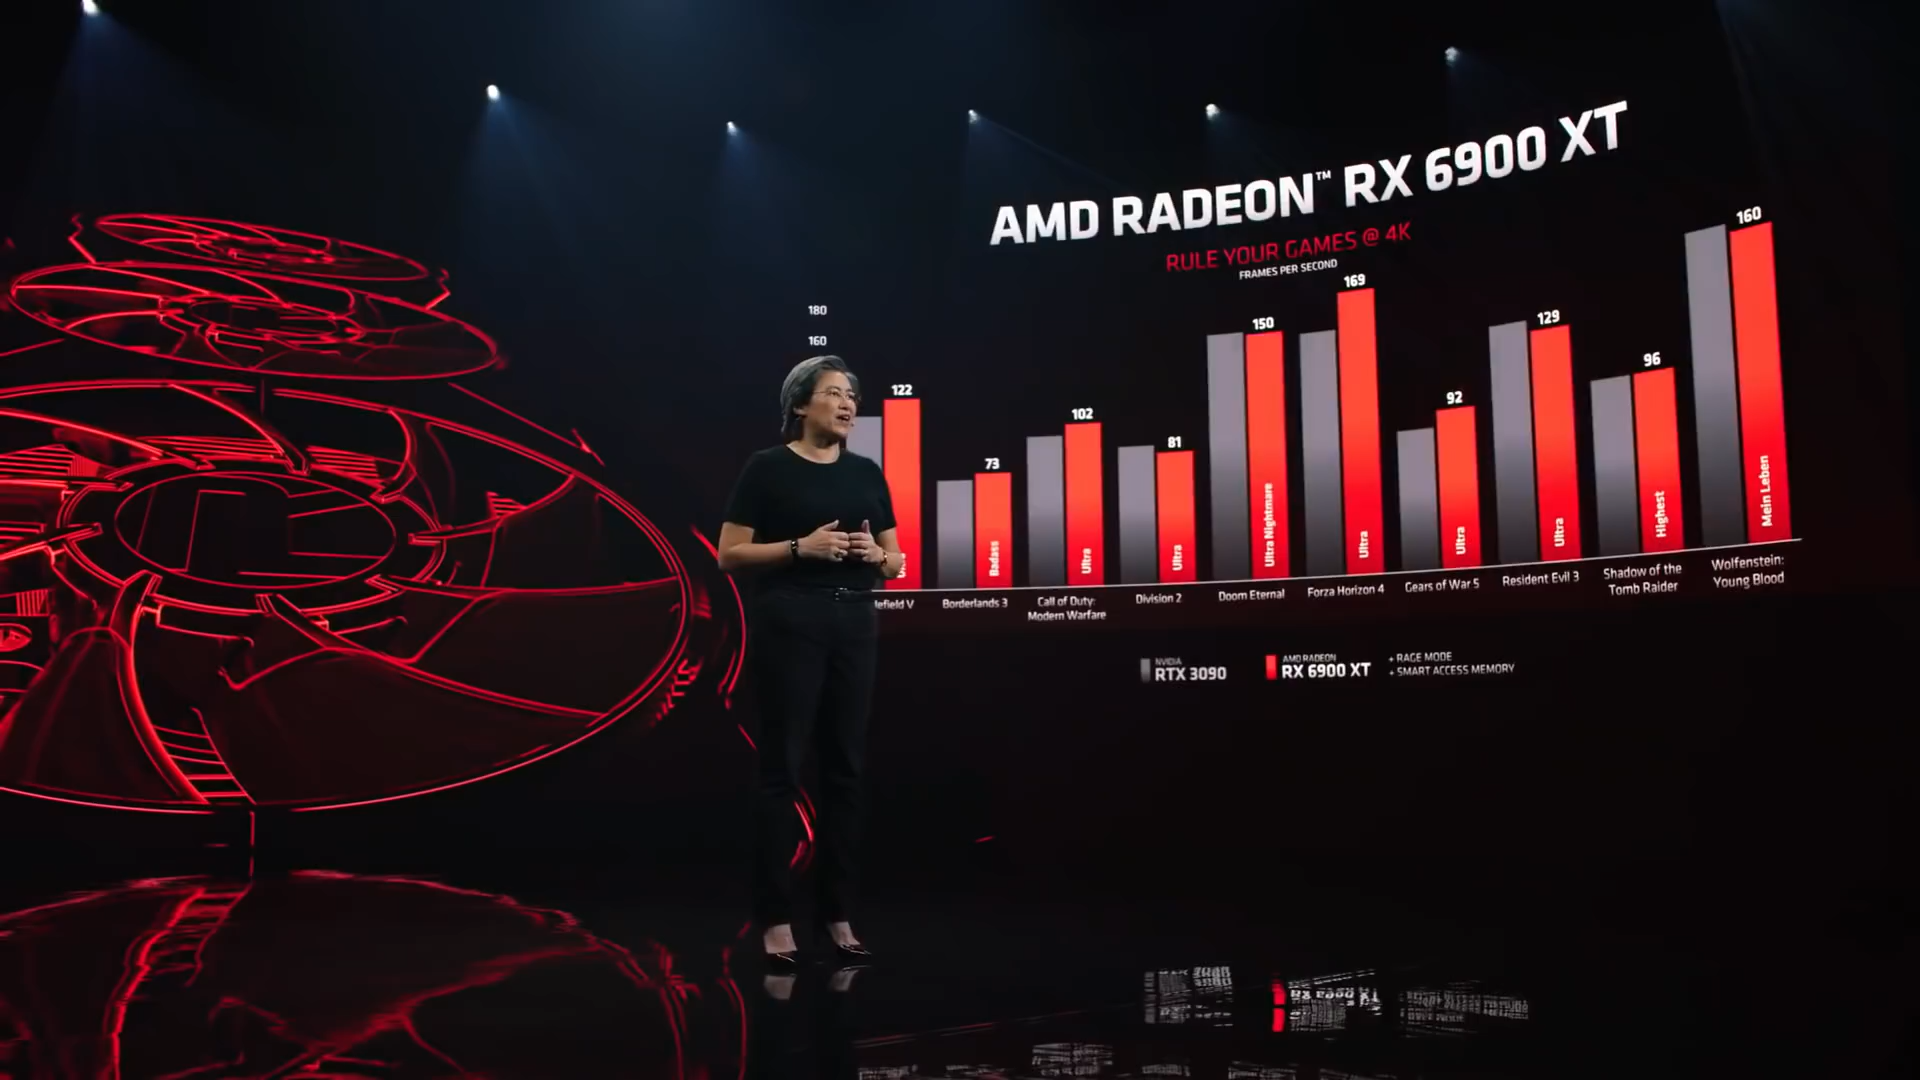 AMD RADEON™ RX 6900 XT
RULE YOUR GAMES @ 4K
FRAMES PER SECOND
180
160
122
73
102
81
150
169
92
129
96
160
Badass
Ultra
Ultra
Ultra Nightmare
Ultra
Ultra
Ultra
Highest
Mein Leben
lefield V
Borderlands 3
Call of Duty:
Modern Warfare
Division 2
Doom Eternal
Forza Horizon 4
Gears of War 5
Resident Evil 3
Shadow of the
Tomb Raider
Wolfenstein:
Young Blood
NVIDIA
RTX 3090
AMD RADEON
RX 6900 XT
+ RAGE MODE
+ SMART ACCESS MEMORY